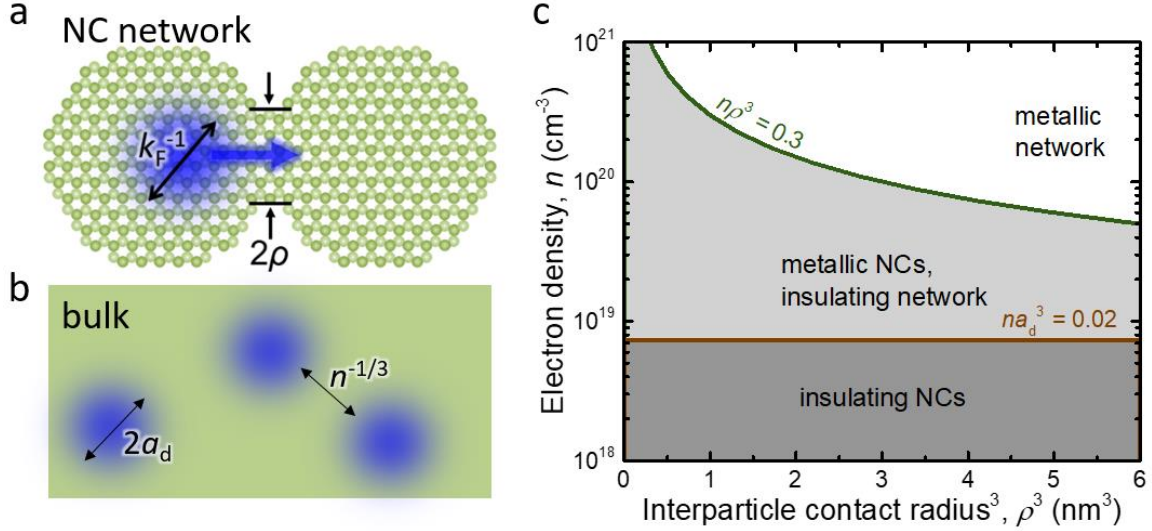 a
NC network
k_F^-1
2ρ
b
bulk
2a_d
n^-1/3
c
Electron density, n (cm^-3)
10^21
10^20
10^19
10^18
nρ^3 = 0.3
metallic
network
metallic NCs,
insulating network
na_d^3 = 0.02
insulating NCs
0 1 2 3 4 5 6
Interparticle contact radius^3, ρ^3 (nm^3)